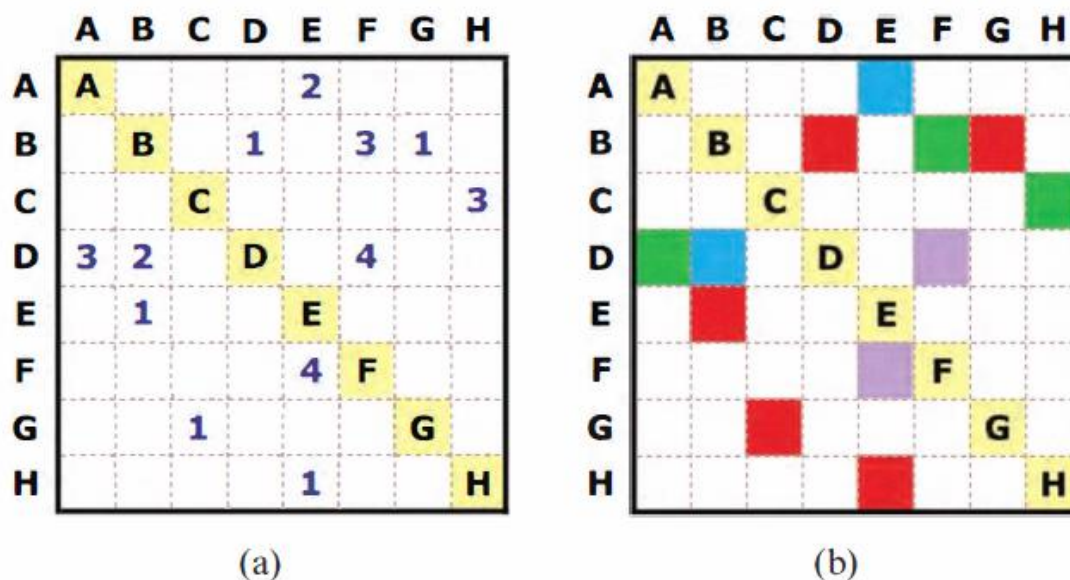 A B C D E F G H
A A 2
B B 1 3 1
C C 3
D 3 2 D 4
E 1 E
F 4 F
G 1 G
H 1 H
(a)
A B C D E F G H
A A
B B
C C
D D
E E
F F
G G
H H
(b)